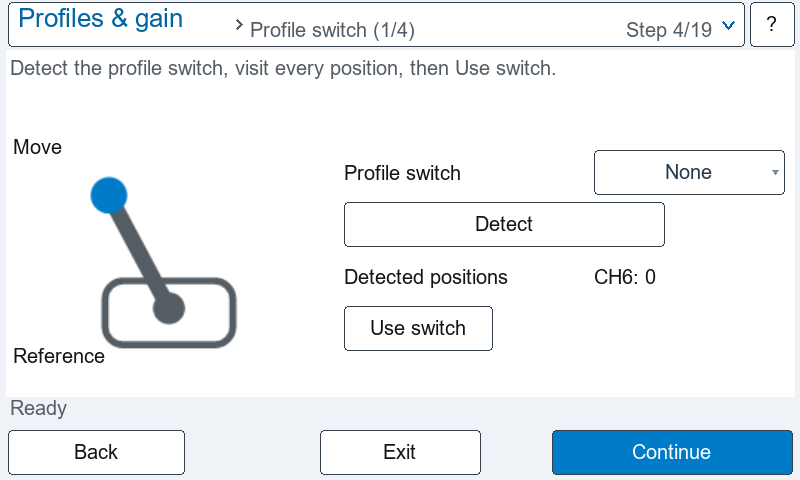 Profiles & gain
Profile switch (1/4)
Step 4/19
?
Detect the profile switch, visit every position, then Use switch.
Move
Profile switch
None
Detect
Detected positions
CH6: 0
Use switch
Reference
Ready
Back
Exit
Continue